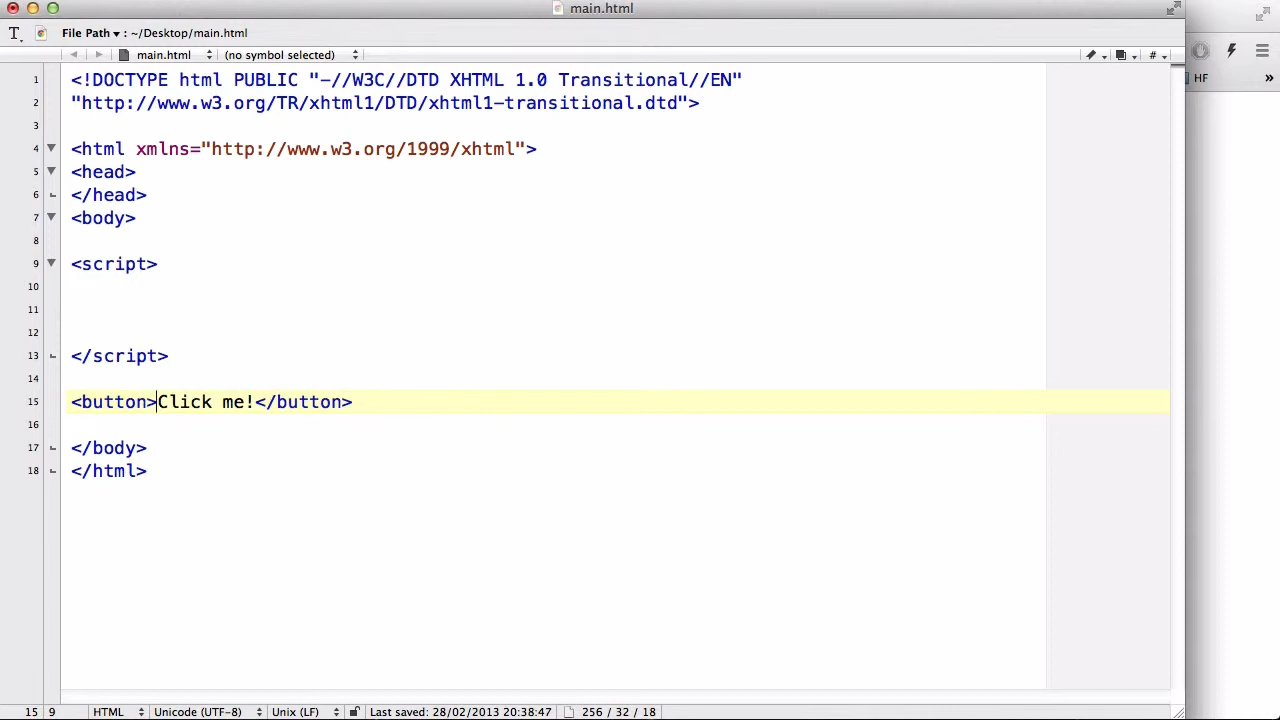 main.html
File Path : ~/Desktop/main.html
main.html (no symbol selected) #
HF »
1 <!DOCTYPE html PUBLIC "-//W3C//DTD XHTML 1.0 Transitional//EN"
2 "http://www.w3.org/TR/xhtml1/DTD/xhtml1-transitional.dtd">
3
4 <html xmlns="http://www.w3.org/1999/xhtml">
5 <head>
6 </head>
7 <body>
8
9 <script>
10
11
12
13 </script>
14
15 <button>Click me!</button>
16
17 </body>
18 </html>
15 9 HTML Unicode (UTF-8) Unix (LF) Last saved: 28/02/2013 20:38:47 256 / 32 / 18